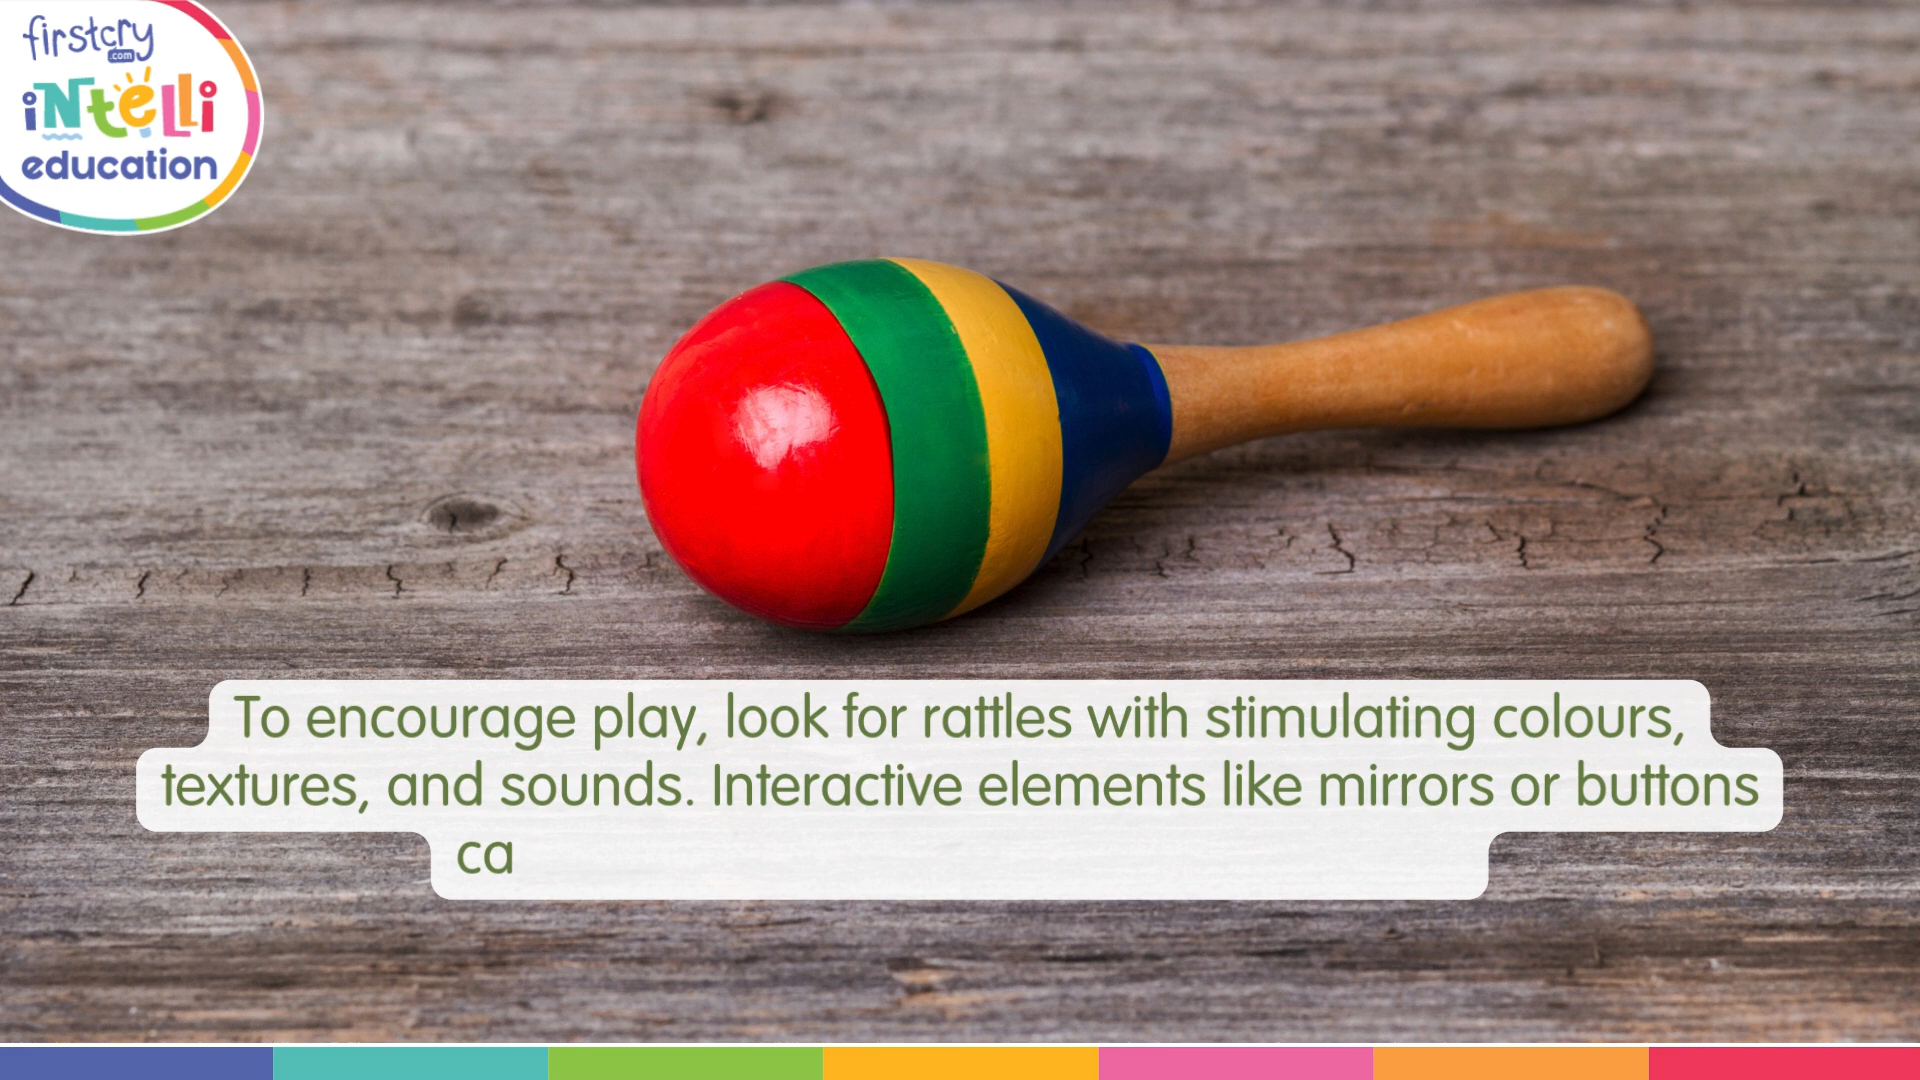 firstcry
.com
iNtelli
education
To encourage play, look for rattles with stimulating colours,
textures, and sounds. Interactive elements like mirrors or buttons
ca